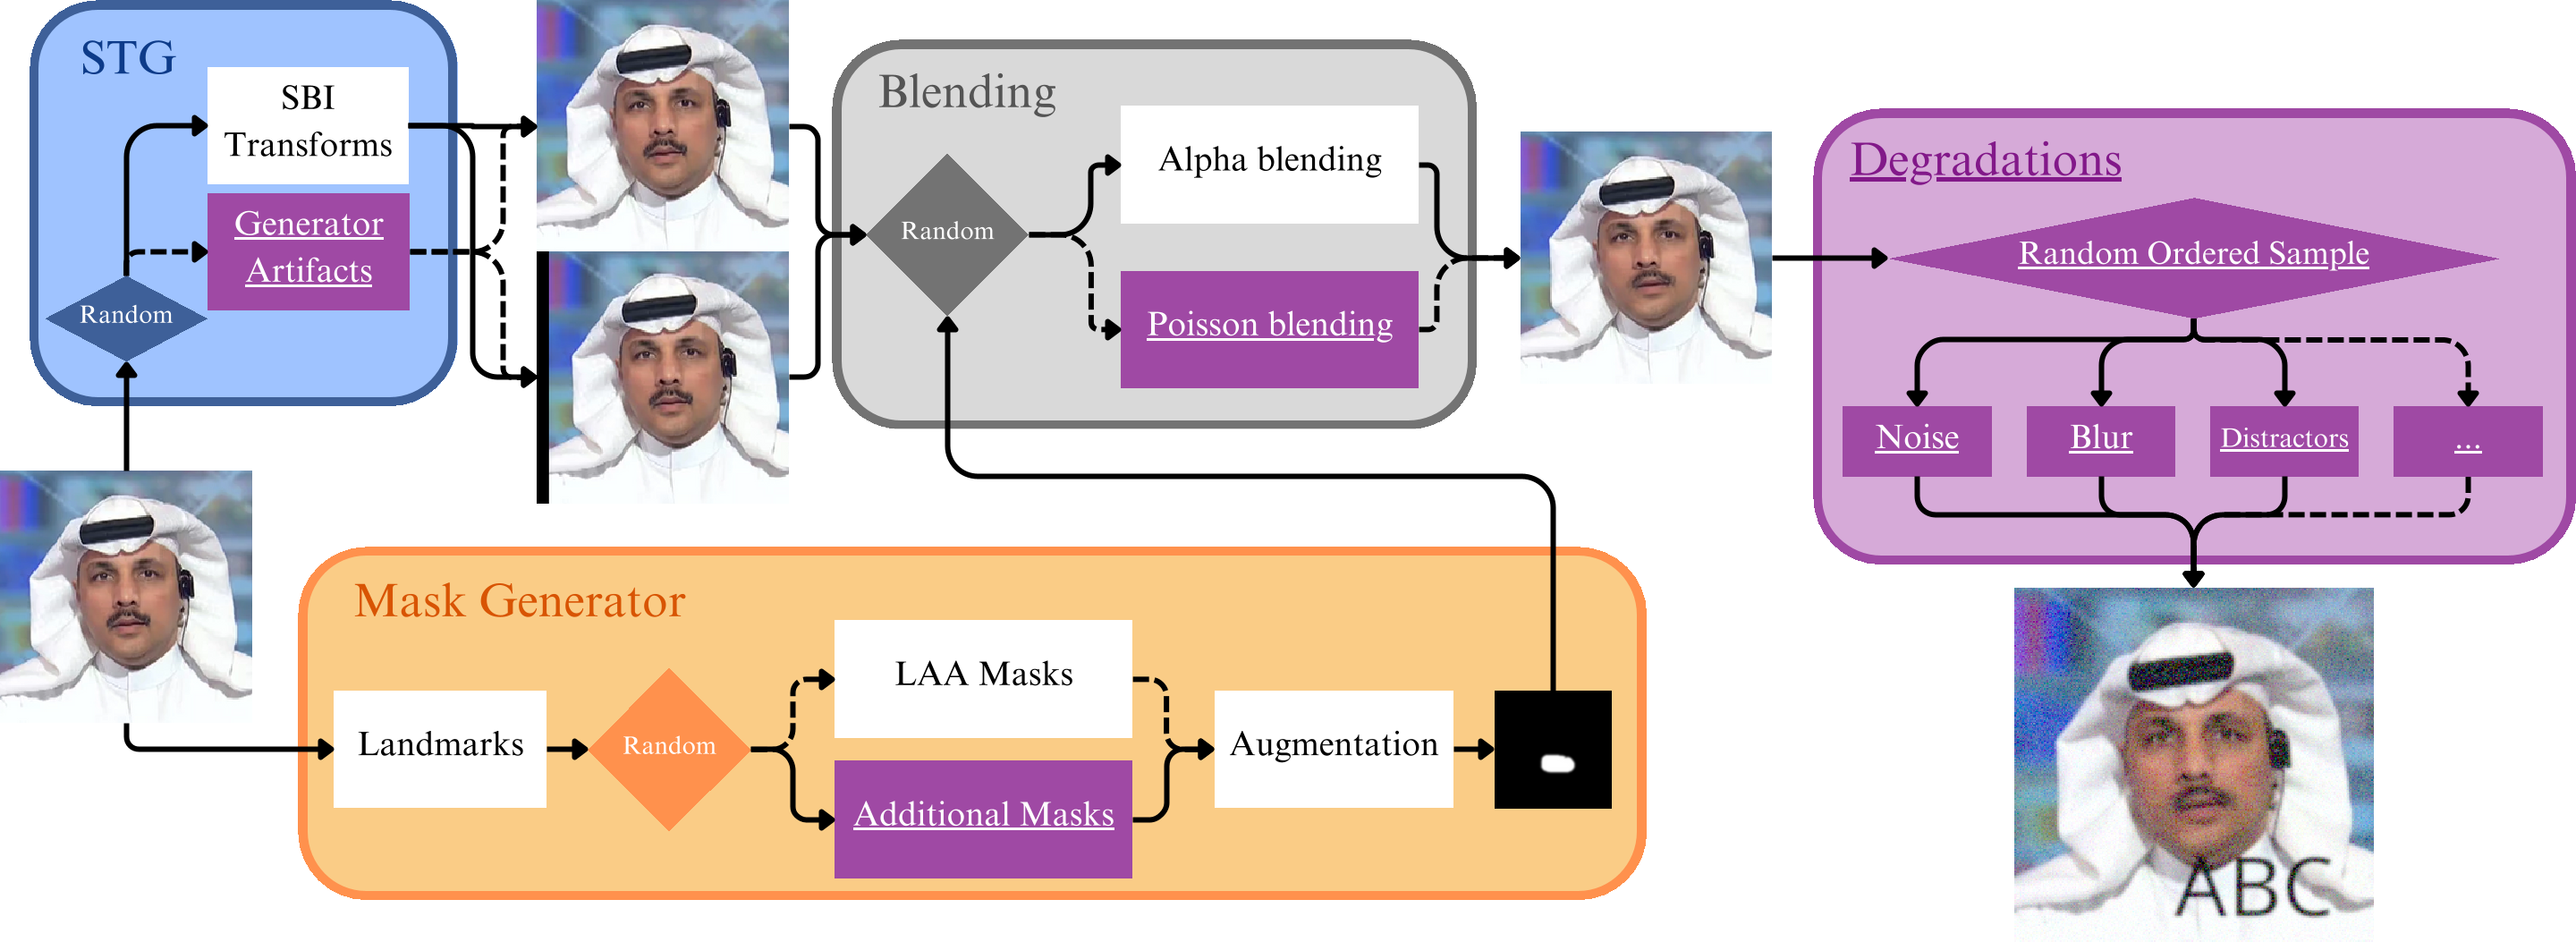 STG
SBI
Transforms
Generator
Artifacts
Random
Blending
Random
Alpha blending
Poisson blending
Degradations
Random Ordered Sample
Noise
Blur
Distractors
...
Mask Generator
Landmarks
Random
LAA Masks
Additional Masks
Augmentation
ABC